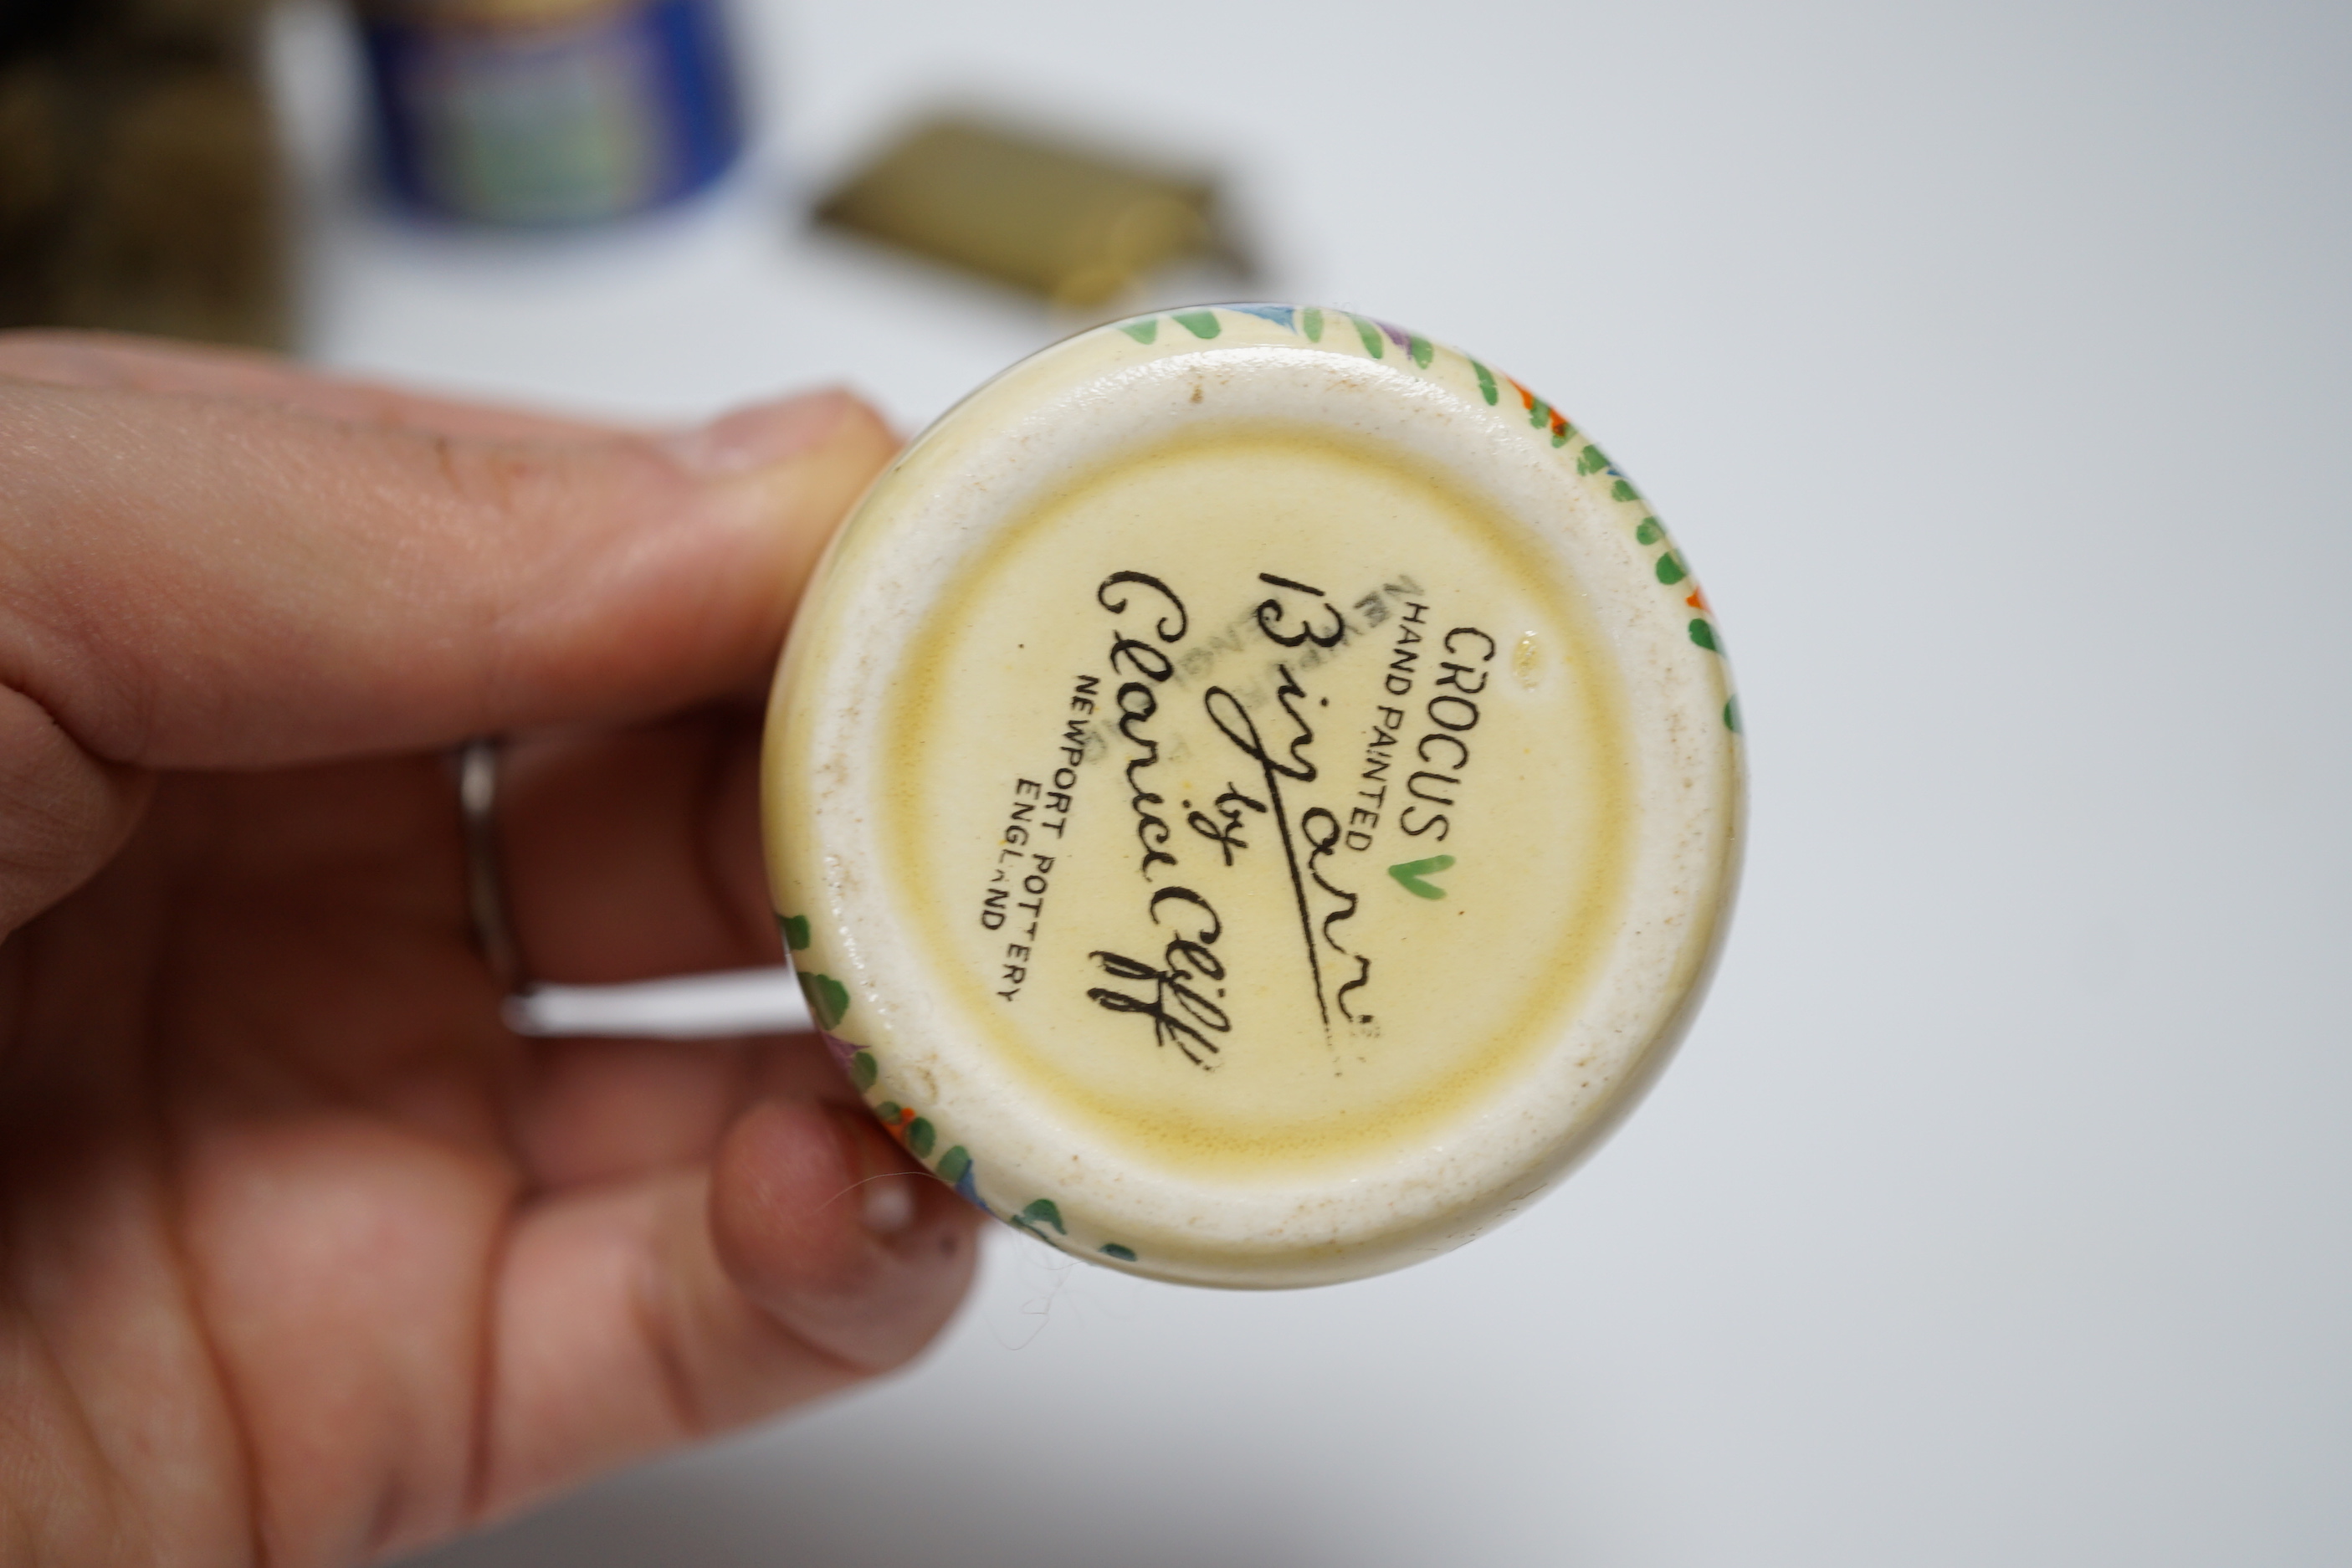 CROCUS V
HAND PAINTED
Bizarre
by
Clarice Cliff
NEWPORT POTTERY
ENGLAND